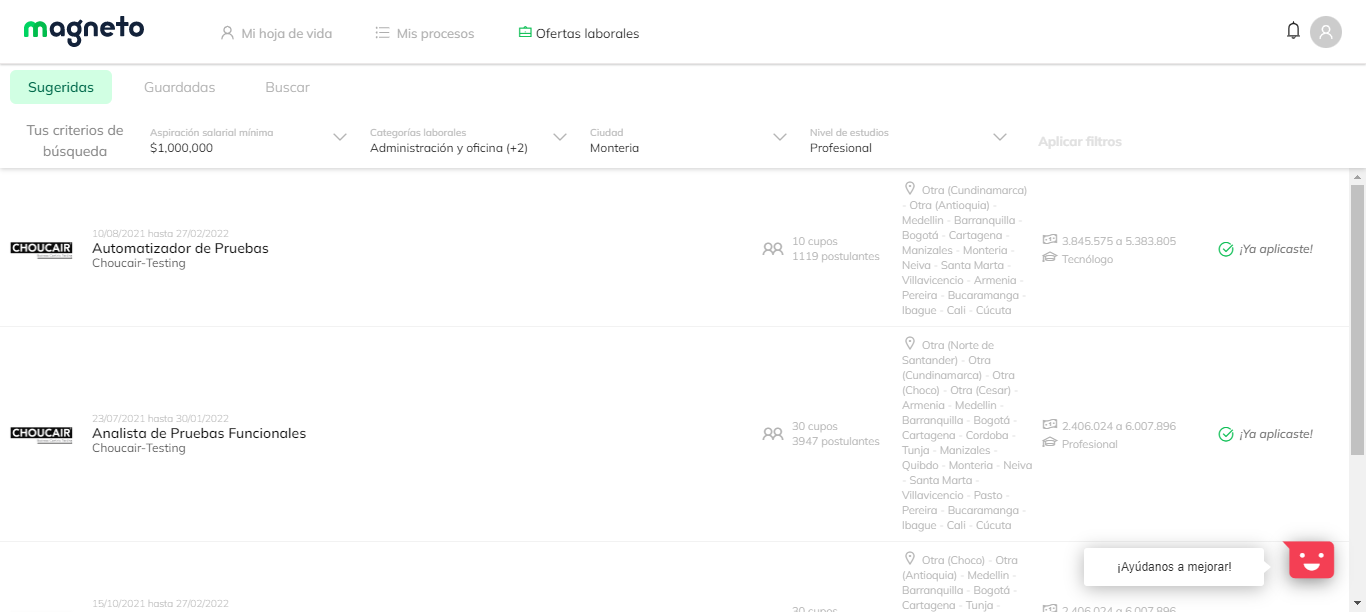 magneto
Mi hoja de vida
Mis procesos
Ofertas laborales
Sugeridas
Guardadas
Buscar
Tus criterios de
búsqueda
Aspiración salarial mínima
$1,000,000
Categorías laborales
Administración y oficina (+2)
Ciudad
Monteria
Nivel de estudios
Profesional
Aplicar filtros
CHOUCAIR
10/08/2021 hasta 27/02/2022
Automatizador de Pruebas
Choucair-Testing
10 cupos
1119 postulantes
Otra (Cundinamarca)
- Otra (Antioquia) -
Medellin - Barranquilla -
Bogotá - Cartagena -
Manizales - Monteria -
Neiva - Santa Marta -
Villavicencio - Armenia -
Pereira - Bucaramanga -
Ibague - Cali - Cúcuta
3.845.575 a 5.383.805
Tecnólogo
¡Ya aplicaste!
CHOUCAIR
23/07/2021 hasta 30/01/2022
Analista de Pruebas Funcionales
Choucair-Testing
30 cupos
3947 postulantes
Otra (Norte de
Santander) - Otra
(Cundinamarca) - Otra
(Choco) - Otra (Cesar) -
Armenia - Medellin -
Barranquilla - Bogotá -
Cartagena - Cordoba -
Tunja - Manizales -
Quibdo - Monteria - Neiva
- Santa Marta -
Villavicencio - Pasto -
Pereira - Bucaramanga -
Ibague - Cali - Cúcuta
2.406.024 a 6.007.896
Profesional
¡Ya aplicaste!
15/10/2021 hasta 27/02/2022
30 cupos
Otra (Choco) - Otra
(Antioquia) - Medellin -
Barranquilla - Bogotá -
Cartagena - Tunja -
2.406.024 a 6.007.896
¡Ayúdanos a mejorar!